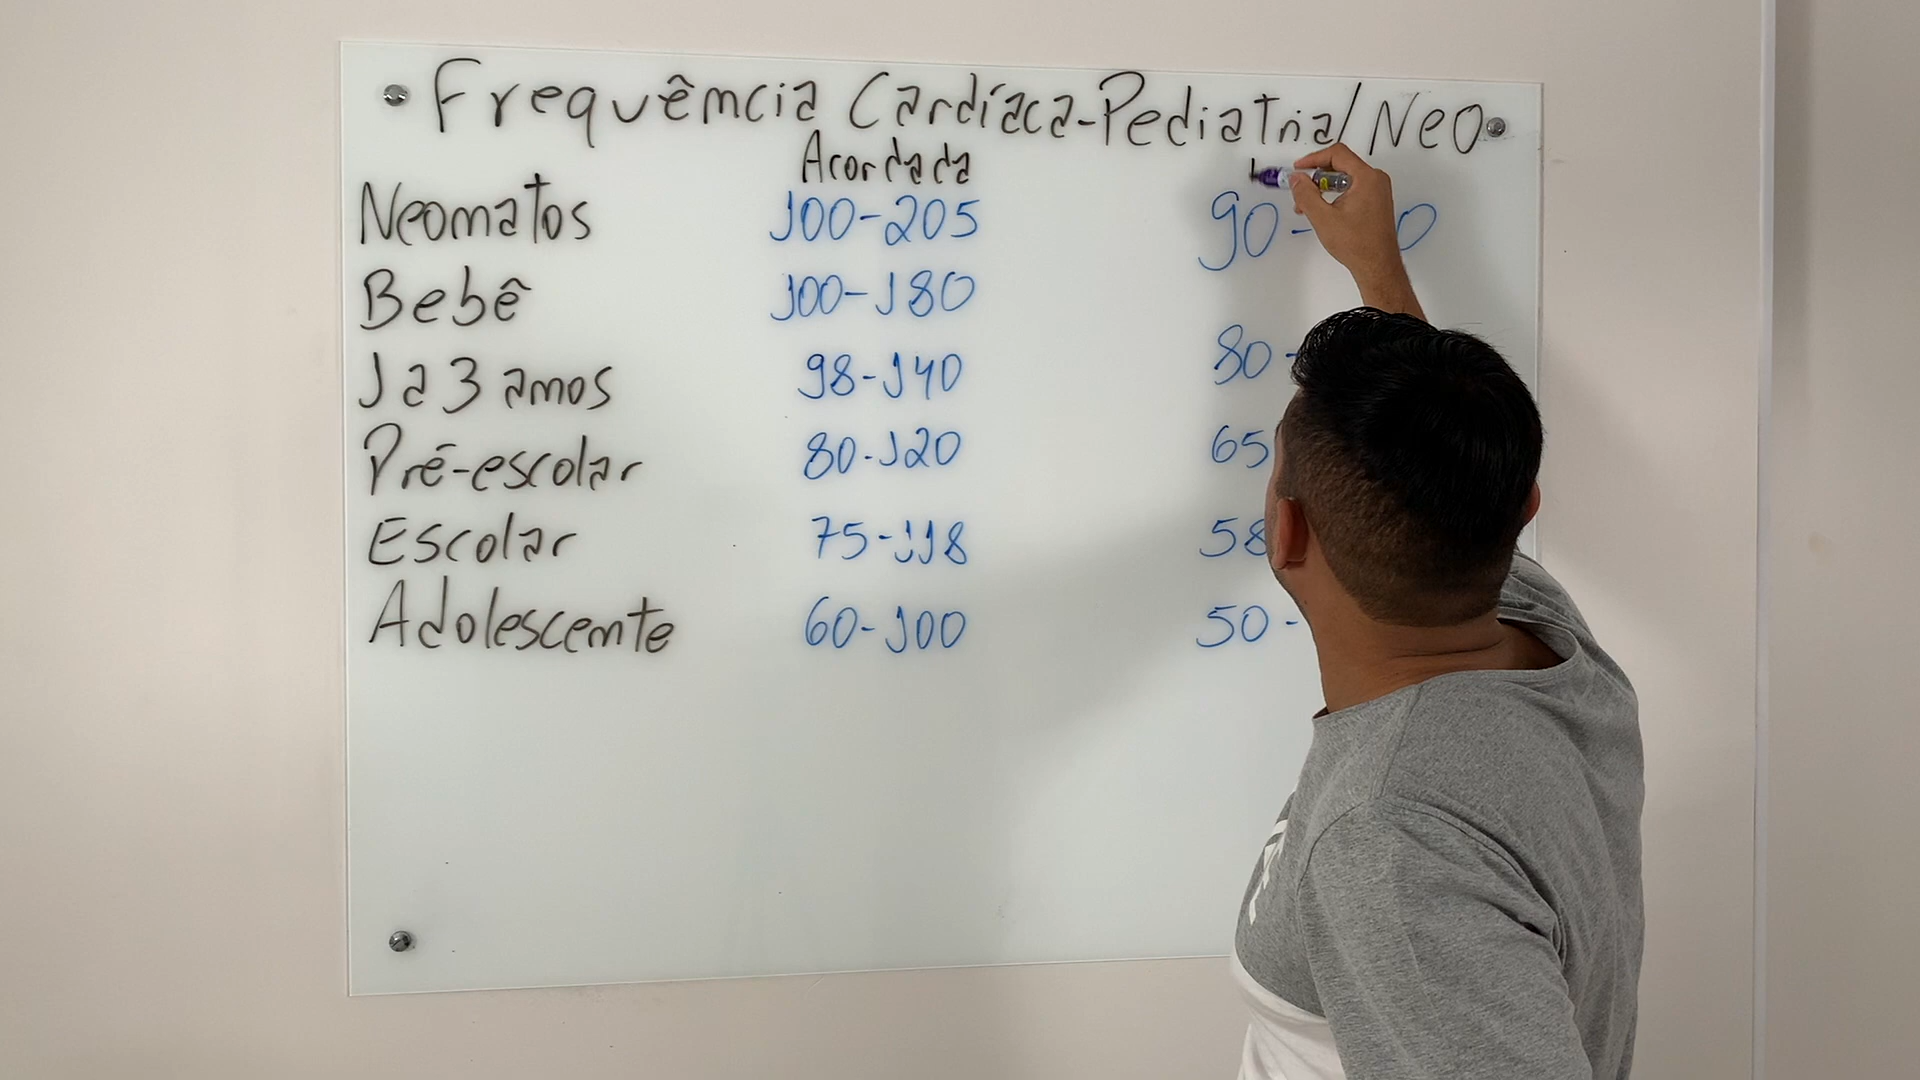 Frequência Cardíaca-Pediatria/Neo
Acordada
Neonatos 100-205 90-
Bebê 100-180
1 a 3 anos 98-140 80-
Pré-escolar 80-120 65
Escolar 75-118 58
Adolescente 60-100 50-